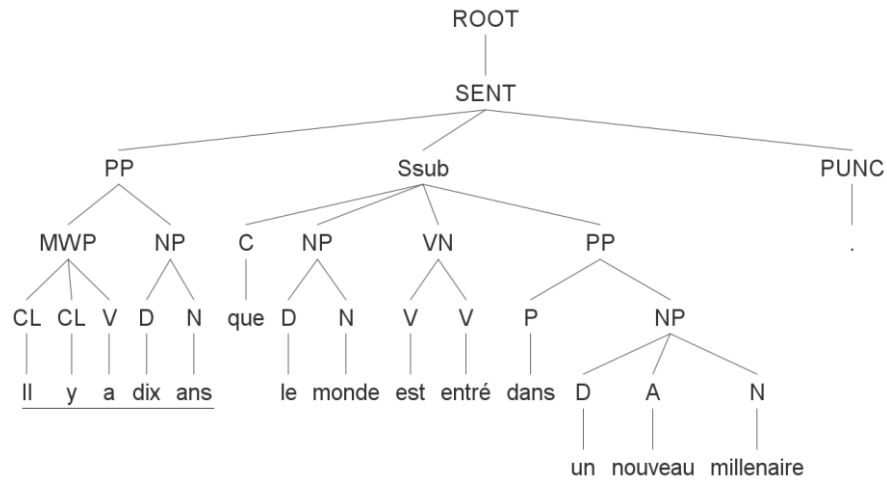 ROOT
SENT
PP Ssub PUNC
MWP NP C NP VN PP .
CL CL V D N que D N V V P NP
Il y a dix ans le monde est entré dans D A N
un nouveau millenaire